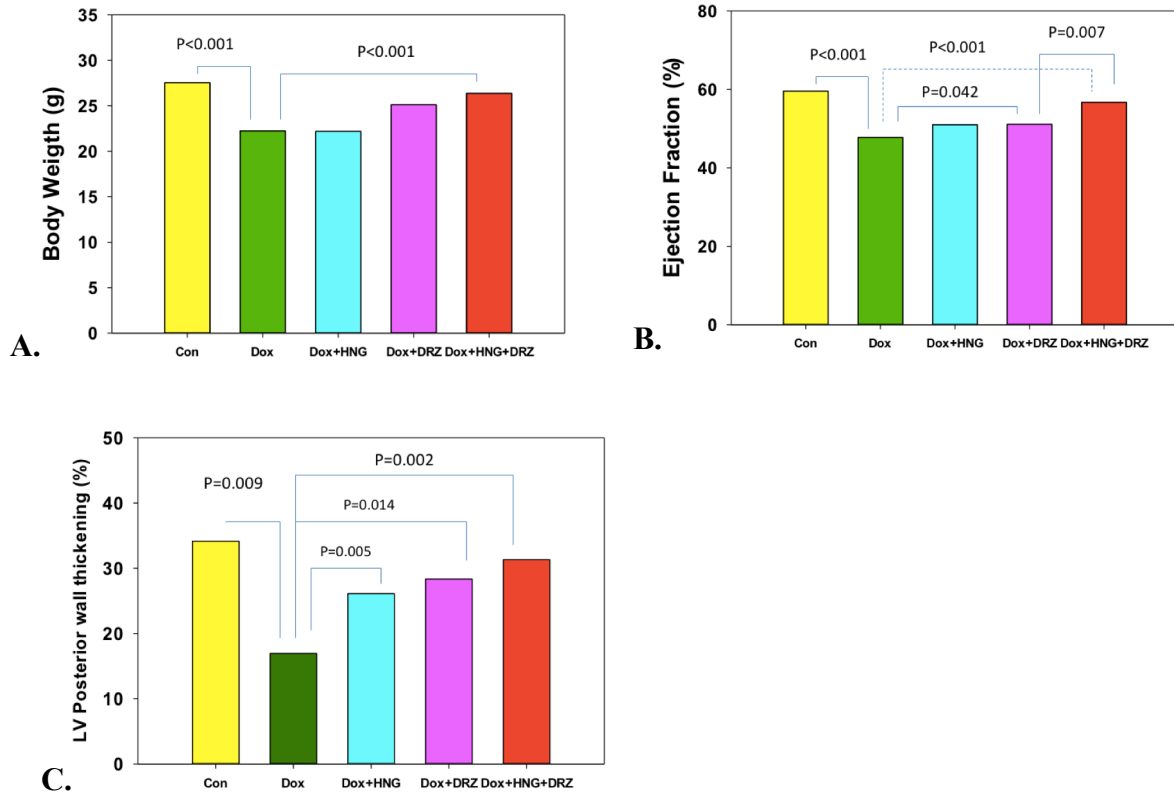 35
30
25
20
15
10
5
0
Body Weigth (g)
P<0.001
P<0.001
Con Dox Dox+HNG Dox+DRZ Dox+HNG+DRZ
A.
80
60
40
20
0
Ejection Fraction (%)
P<0.001
P<0.001
P=0.042
P=0.007
Con Dox Dox+HNG Dox+DRZ Dox+HNG+DRZ
B.
50
40
30
20
10
0
LV Posterior wall thickening (%)
P=0.009
P=0.002
P=0.014
P=0.005
Con Dox Dox+HNG Dox+DRZ Dox+HNG+DRZ
C.